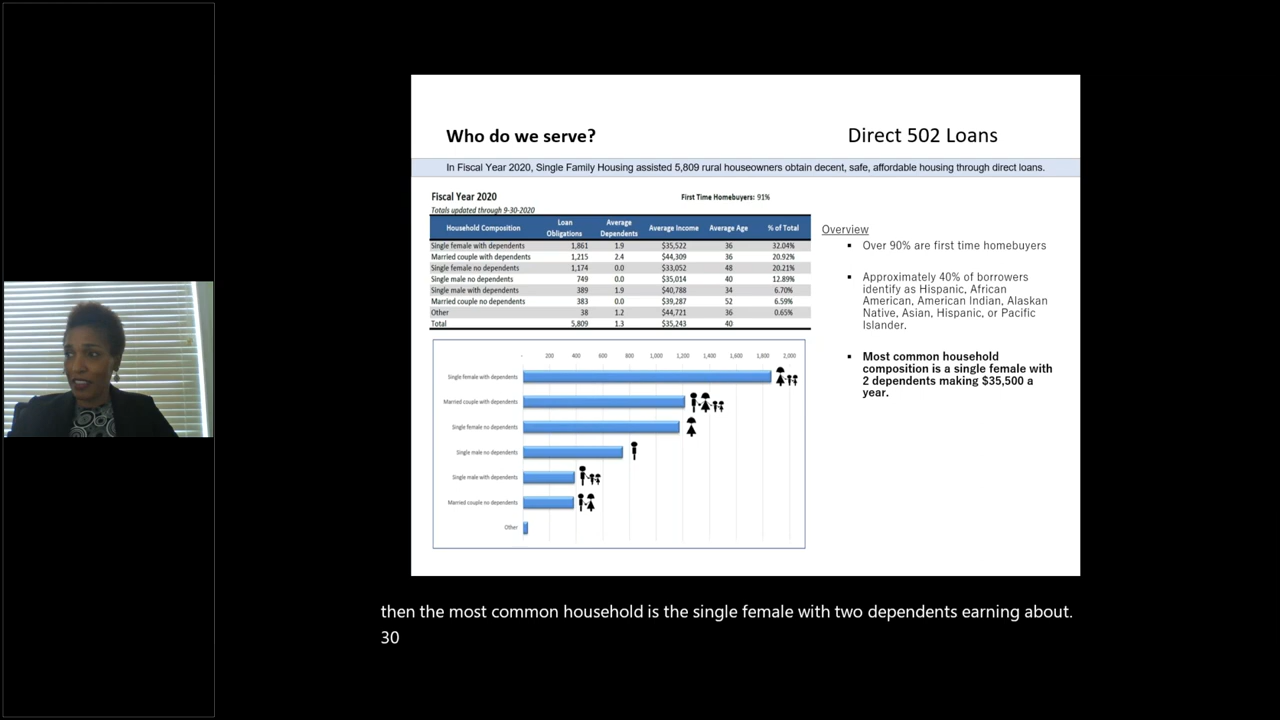 Who do we serve?
Direct 502 Loans
In Fiscal Year 2020, Single Family Housing assisted 5,809 rural houseowners obtain decent, safe, affordable housing through direct loans.
Fiscal Year 2020
First Time Homebuyers: 91%
Totals updated through 9-30-2020
Household Composition Loan Obligations Average Dependents Average Income Average Age % of Total
Single female with dependents 1,861 1.9 $35,522 36 32.04%
Married couple with dependents 1,215 2.4 $44,309 36 20.92%
Single female no dependents 1,174 0.0 $33,052 48 20.21%
Single male no dependents 749 0.0 $35,014 40 12.89%
Single male with dependents 389 1.9 $40,788 34 6.70%
Married couple no dependents 383 0.0 $39,287 52 6.59%
Other 38 1.2 $44,721 36 0.65%
Total 5,809 1.3 $35,243 40
- 200 400 600 800 1,000 1,200 1,400 1,600 1,800 2,000
Single female with dependents
Married couple with dependents
Single female no dependents
Single male no dependents
Single male with dependents
Married couple no dependents
Other
Overview
▪ Over 90% are first time homebuyers
▪ Approximately 40% of borrowers
identify as Hispanic, African
American, American Indian, Alaskan
Native, Asian, Hispanic, or Pacific
Islander.
▪ Most common household
composition is a single female with
2 dependents making $35,500 a
year.
then the most common household is the single female with two dependents earning about.
30